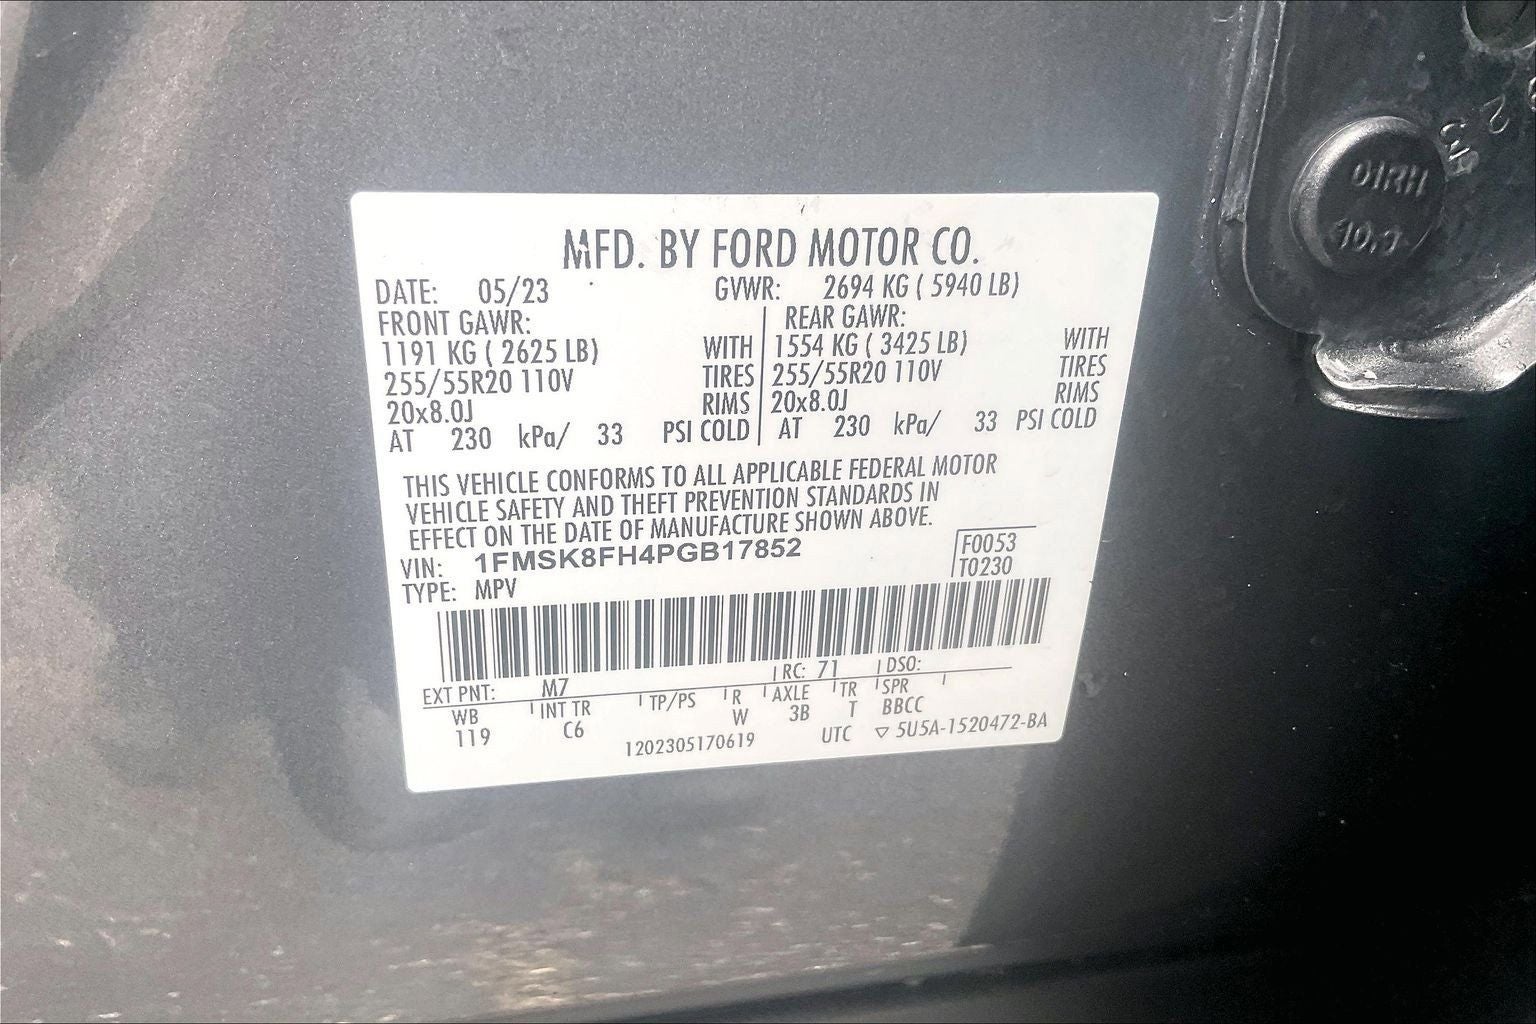 MFD. BY FORD MOTOR CO.
DATE: 05/23 GVWR: 2694 KG ( 5940 LB)
FRONT GAWR: REAR GAWR:
1191 KG ( 2625 LB) WITH 1554 KG ( 3425 LB) WITH
255/55R20 110V TIRES 255/55R20 110V TIRES
20x8.0J RIMS 20x8.0J RIMS
AT 230 kPa/ 33 PSI COLD AT 230 kPa/ 33 PSI COLD
THIS VEHICLE CONFORMS TO ALL APPLICABLE FEDERAL MOTOR
VEHICLE SAFETY AND THEFT PREVENTION STANDARDS IN
EFFECT ON THE DATE OF MANUFACTURE SHOWN ABOVE.
VIN: 1FMSK8FH4PGB17852 F0053
TYPE: MPV T0230
EXT PNT: M7 RC: 71 DSO:
WB INT TR TP/PS R AXLE TR SPR
119 C6 W 3B T BBCC
1202305170619 UTC ▽ 5U5A-1520472-BA
01RH